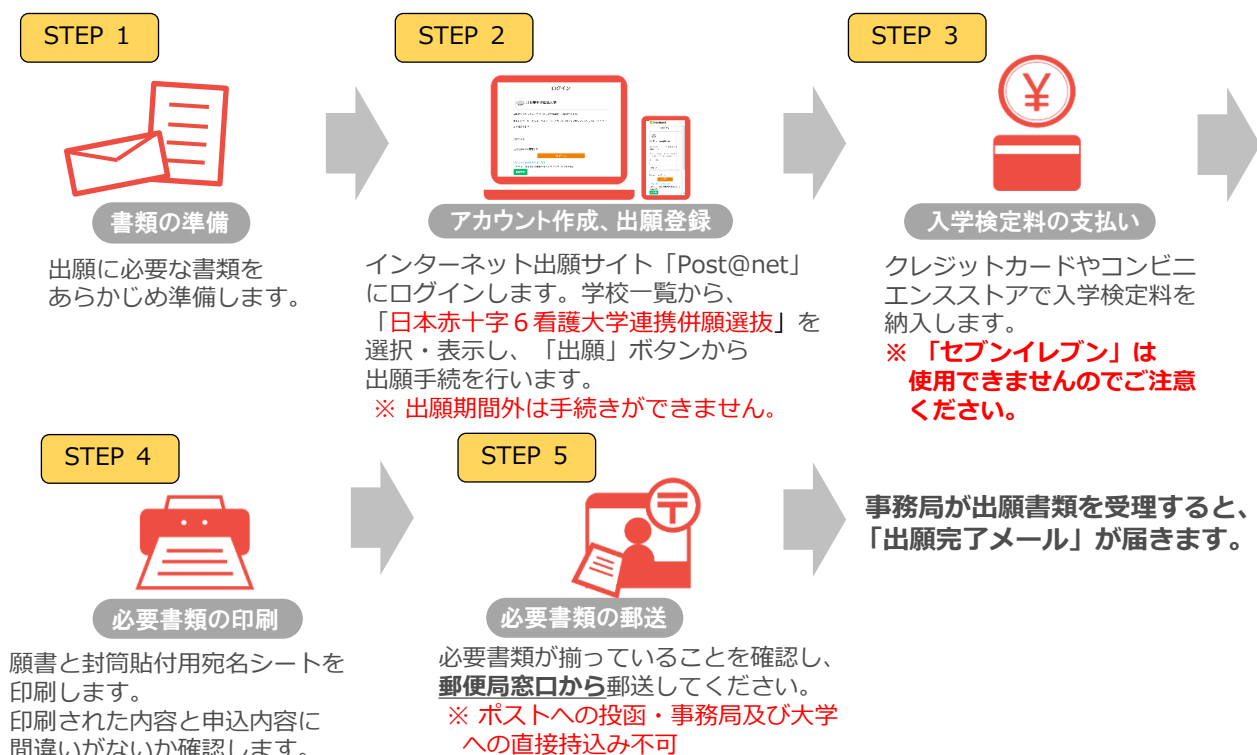 STEP 1
書類の準備
出願に必要な書類を
あらかじめ準備します。
STEP 2
ログイン
アカウント作成、出願登録
インターネット出願サイト「Post@net」
にログインします。学校一覧から、
「日本赤十字６看護大学連携併願選抜」を
選択・表示し、「出願」ボタンから
出願手続を行います。
※ 出願期間外は手続きができません。
STEP 3
¥
入学検定料の支払い
クレジットカードやコンビニ
エンスストアで入学検定料を
納入します。
※ 「セブンイレブン」は
使用できませんのでご注意
ください。
STEP 4
必要書類の印刷
願書と封筒貼付用宛名シートを
印刷します。
印刷された内容と申込内容に
間違いがないか確認します。
STEP 5
〒
必要書類の郵送
必要書類が揃っていることを確認し、
郵便局窓口から郵送してください。
※ ポストへの投函・事務局及び大学
への直接持込み不可
事務局が出願書類を受理すると、
「出願完了メール」が届きます。